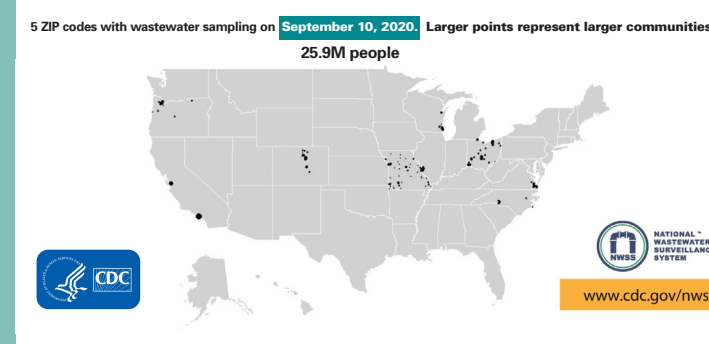 5 ZIP codes with wastewater sampling on September 10, 2020. Larger points represent larger communities
25.9M people
CDC
NWSS
NATIONAL™
WASTEWATER
SURVEILLANC
SYSTEM
www.cdc.gov/nws